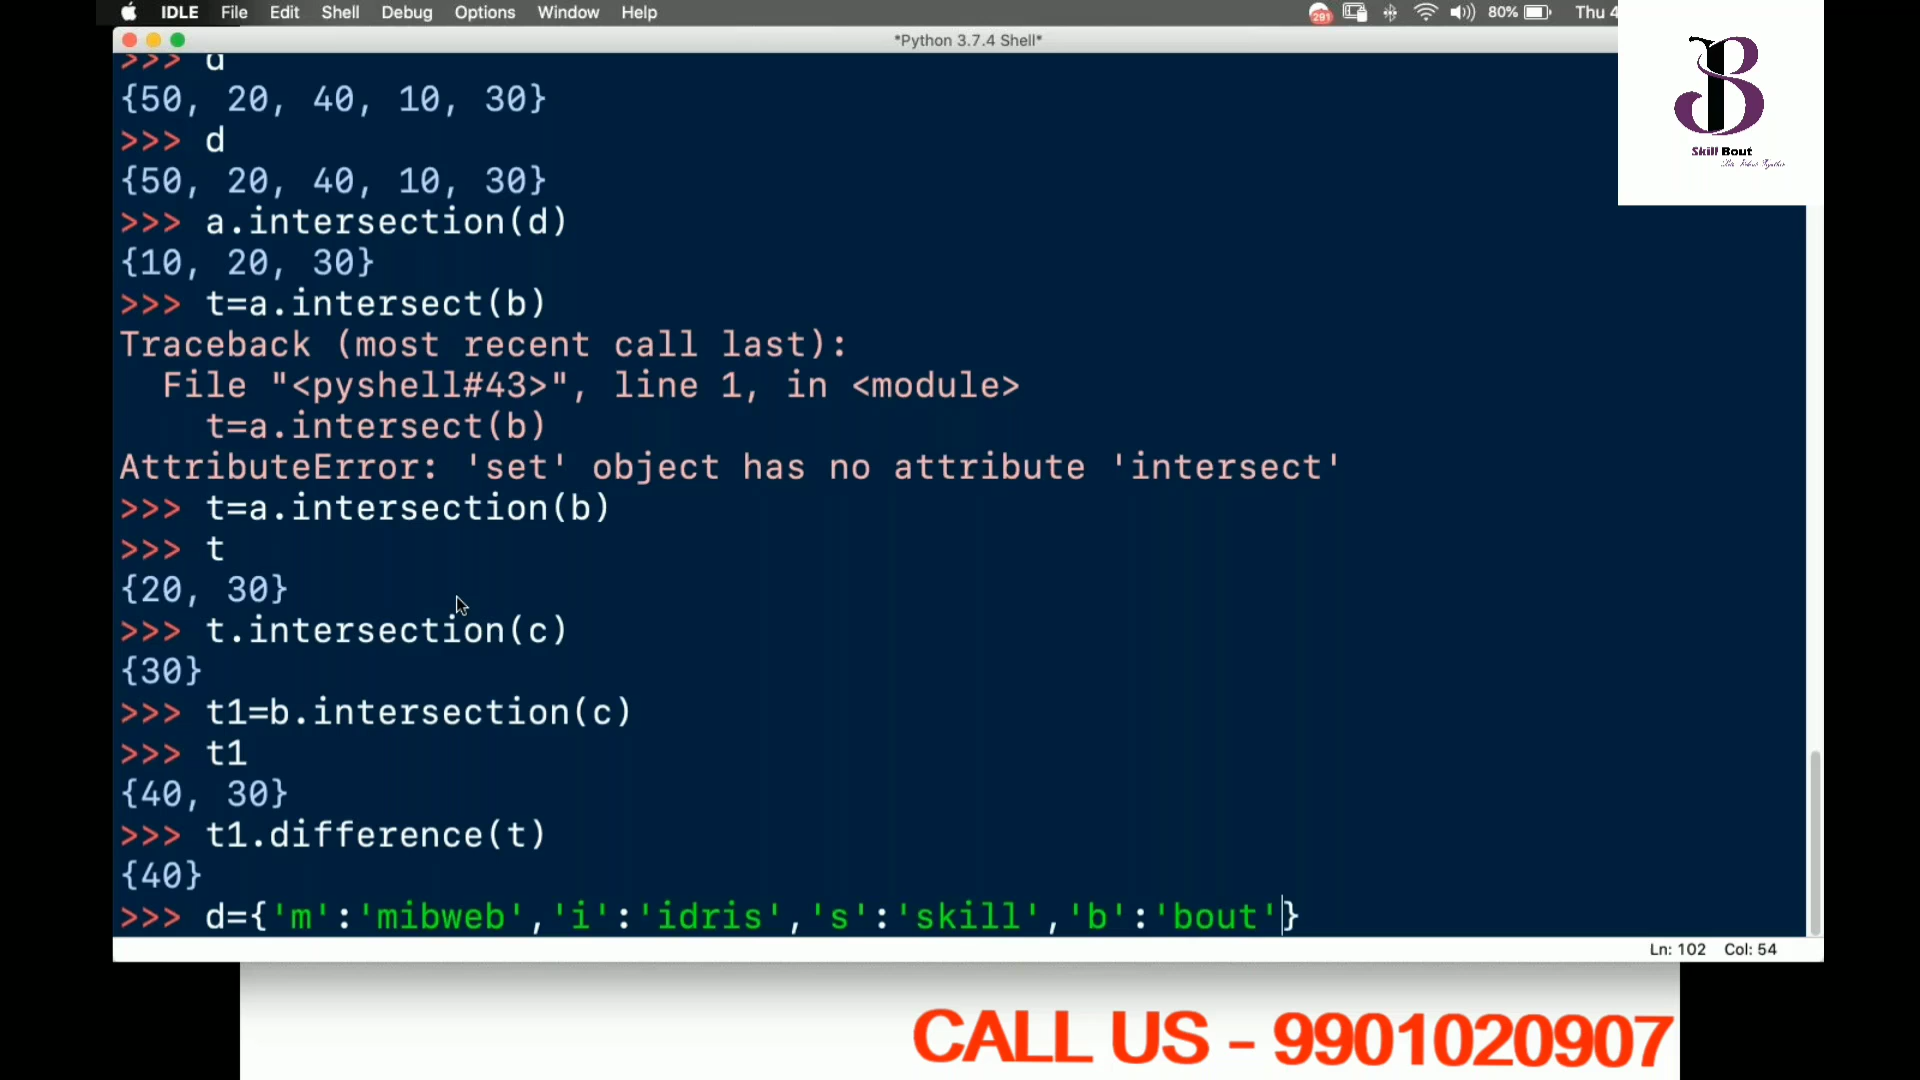 IDLE File Edit Shell Debug Options Window Help 291 80% Thu 4
*Python 3.7.4 Shell*
>>> d
{50, 20, 40, 10, 30}
>>> d
{50, 20, 40, 10, 30}
>>> a.intersection(d)
{10, 20, 30}
>>> t=a.intersect(b)
Traceback (most recent call last):
  File "<pyshell#43>", line 1, in <module>
    t=a.intersect(b)
AttributeError: 'set' object has no attribute 'intersect'
>>> t=a.intersection(b)
>>> t
{20, 30}
>>> t.intersection(c)
{30}
>>> t1=b.intersection(c)
>>> t1
{40, 30}
>>> t1.difference(t)
{40}
>>> d={'m':'mibweb','i':'idris','s':'skill','b':'bout'}
Ln: 102 Col: 54
Skill Bout
CALL US - 9901020907